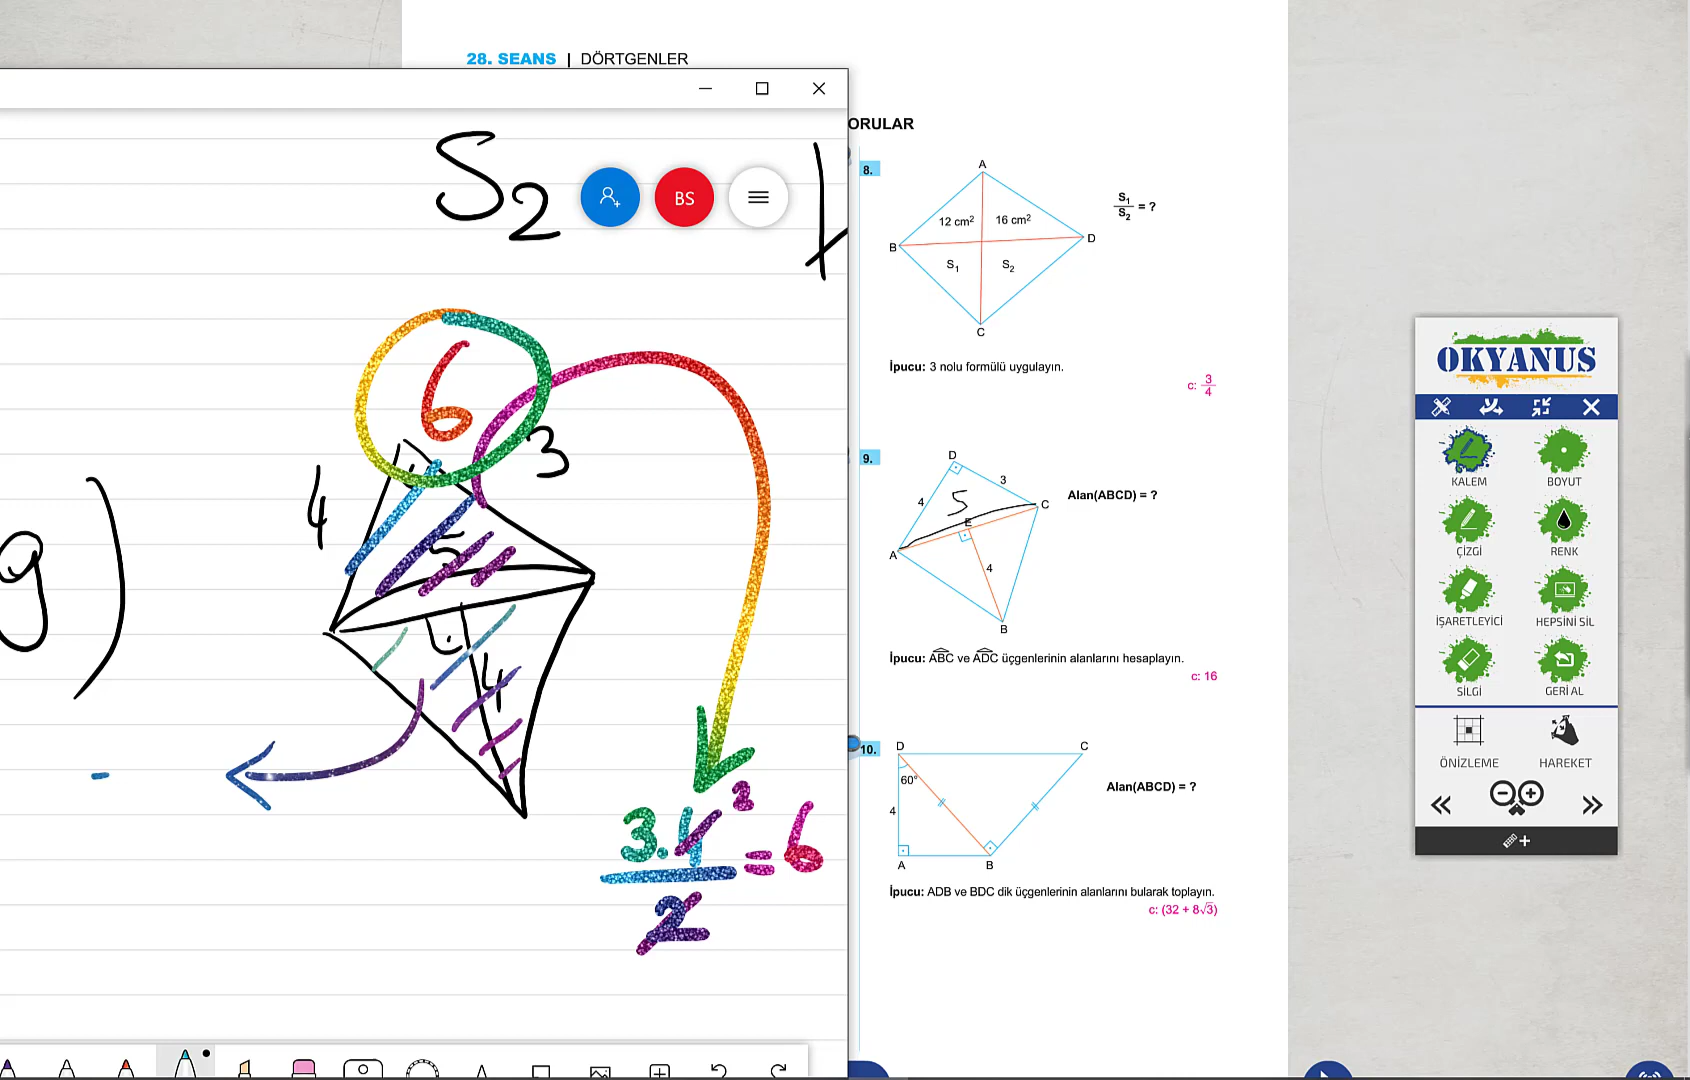 28. SEANS | DÖRTGENLER
S2
BS
6
3
4
5
4
g)
3.4 2
2
= 6
ORULAR
8.
A
12 cm²
16 cm²
B
D
S1
S2
C
S1
S2
= ?
İpucu: 3 nolu formülü uygulayın.
c: 3/4
9.
D
3
4
5
C
E
A
4
B
Alan(ABCD) = ?
İpucu: ABC ve ADC üçgenlerinin alanlarını hesaplayın.
c: 16
10.
D
C
60°
4
A
B
Alan(ABCD) = ?
İpucu: ADB ve BDC dik üçgenlerinin alanlarını bularak toplayın.
c: (32 + 8√3)
OKYANUS
KALEM
BOYUT
ÇİZGİ
RENK
İŞARETLEYİCİ
HEPSİNİ SİL
SİLGİ
GERİ AL
ÖNİZLEME
HAREKET